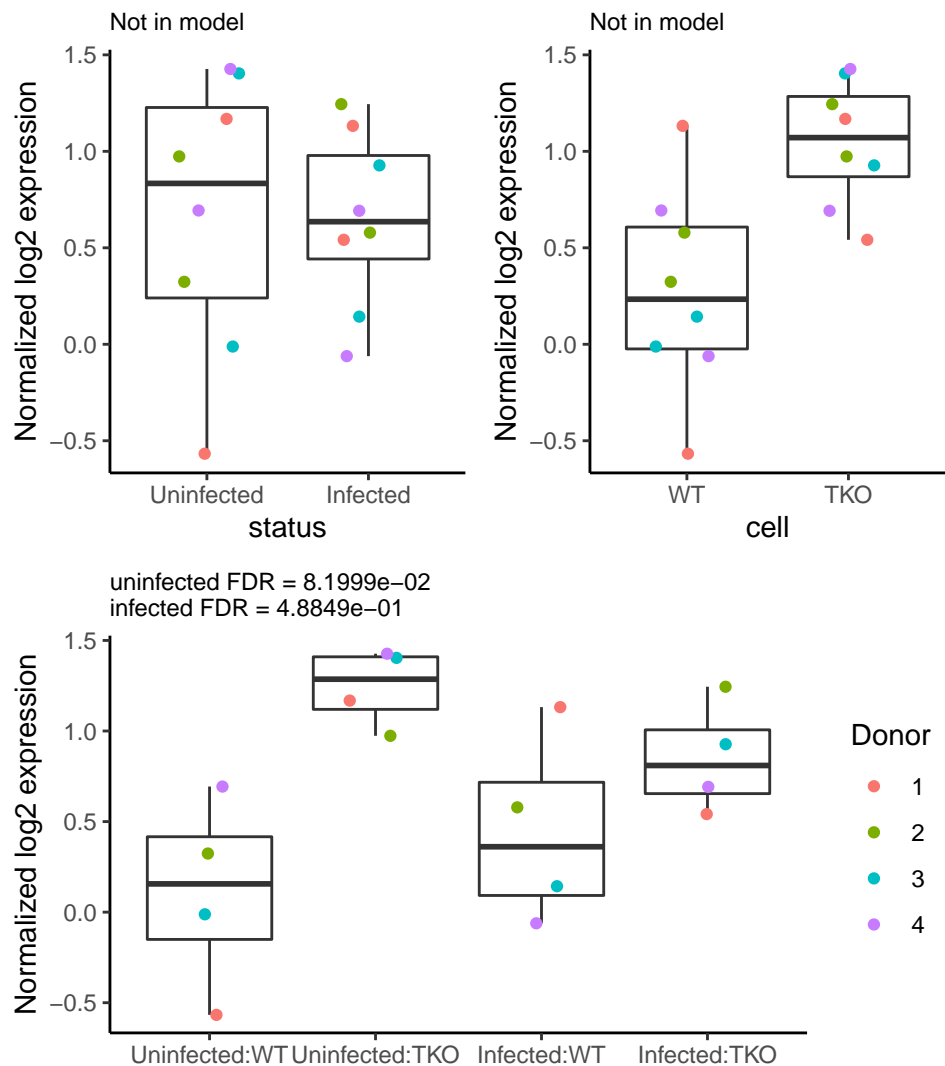 Not in model
Normalized log2 expression
1.5
1.0
0.5
0.0
−0.5
Uninfected Infected
status
Not in model
Normalized log2 expression
1.5
1.0
0.5
0.0
−0.5
WT TKO
cell
uninfected FDR = 8.1999e−02
infected FDR = 4.8849e−01
Normalized log2 expression
1.5
1.0
0.5
0.0
−0.5
Uninfected:WT Uninfected:TKO Infected:WT Infected:TKO
Donor
1
2
3
4